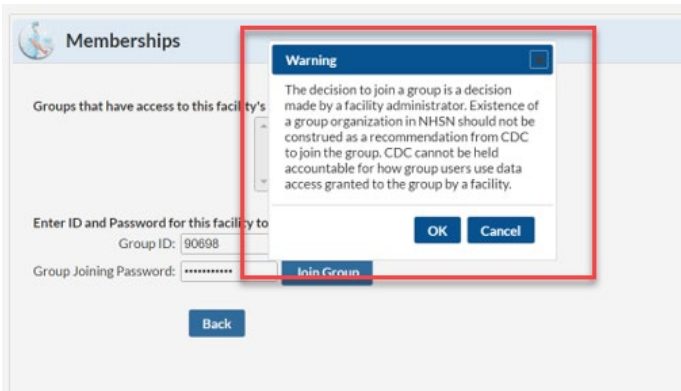 Memberships
Warning
The decision to join a group is a decision
made by a facility administrator. Existence of
a group organization in NHSN should not be
construed as a recommendation from CDC
to join the group. CDC cannot be held
accountable for how group users use data
access granted to the group by a facility.
OK Cancel
Groups that have access to this facility's
Enter ID and Password for this facility to
Group ID: 90698
Group Joining Password: •••••••••••
Join Group
Back